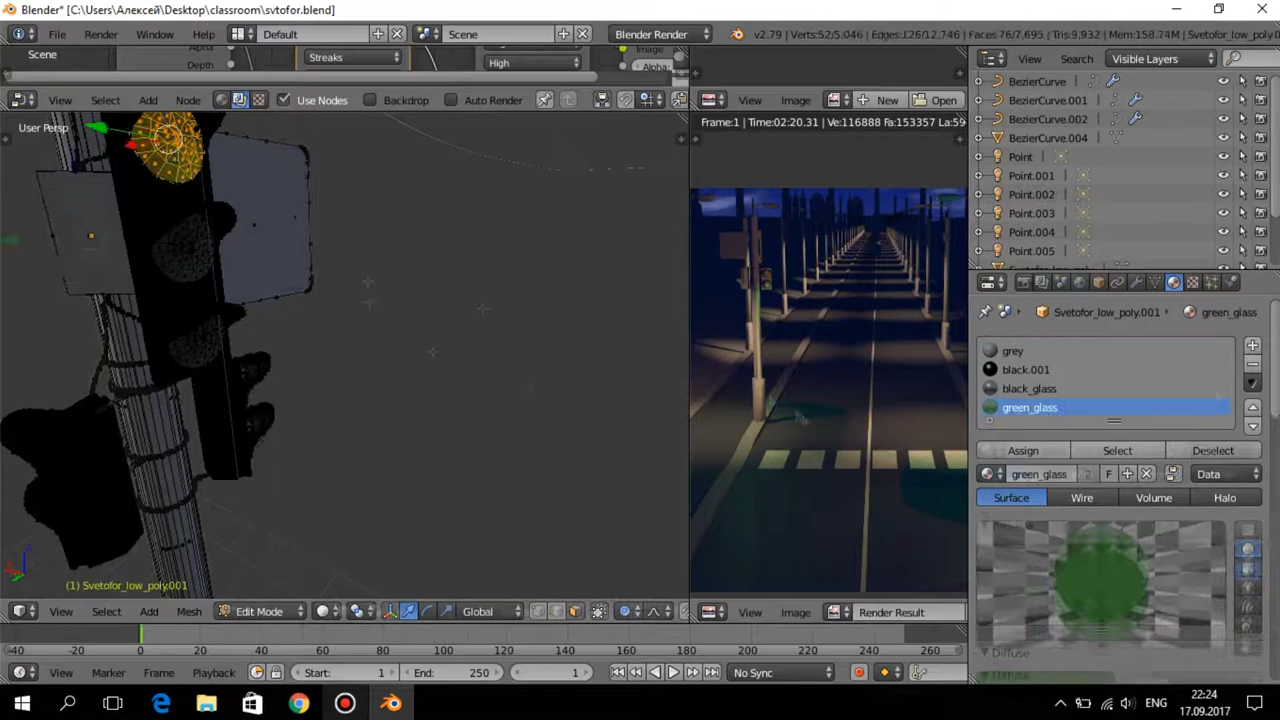 Blender* [C:\Users\Алексей\Desktop\classroom\svtofor.blend]
File Render Window Help Default Scene Blender Render v2.79 | Verts:52/5,046 | Edges:126/12,746 | Faces:76/7,695 | Tris:9,932 | Mem:158.74M | Svetofor_low_poly.0
Scene Alpha Depth Streaks High Image Alpha:
View Search Visible Layers
View Select Add Node Use Nodes Backdrop Auto Render View Image New Open
User Persp
Frame:1 | Time:02:20.31 | Ve:116888 Fa:153357 La:59
BezierCurve
BezierCurve.001
BezierCurve.002
BezierCurve.004
Point
Point.001
Point.002
Point.003
Point.004
Point.005
Svetofor_low_poly.001 green_glass
grey
black.001
black_glass
green_glass
Assign Select Deselect
green_glass F Data
Surface Wire Volume Halo
Diffuse
(1) Svetofor_low_poly.001
View Select Add Mesh Edit Mode Global View Image Render Result
-40 -20 0 20 40 60 80 100 120 140 160 180 200 220 240 260
View Marker Frame Playback Start: 1 End: 250 1 No Sync
ENG
22:24
17.09.2017